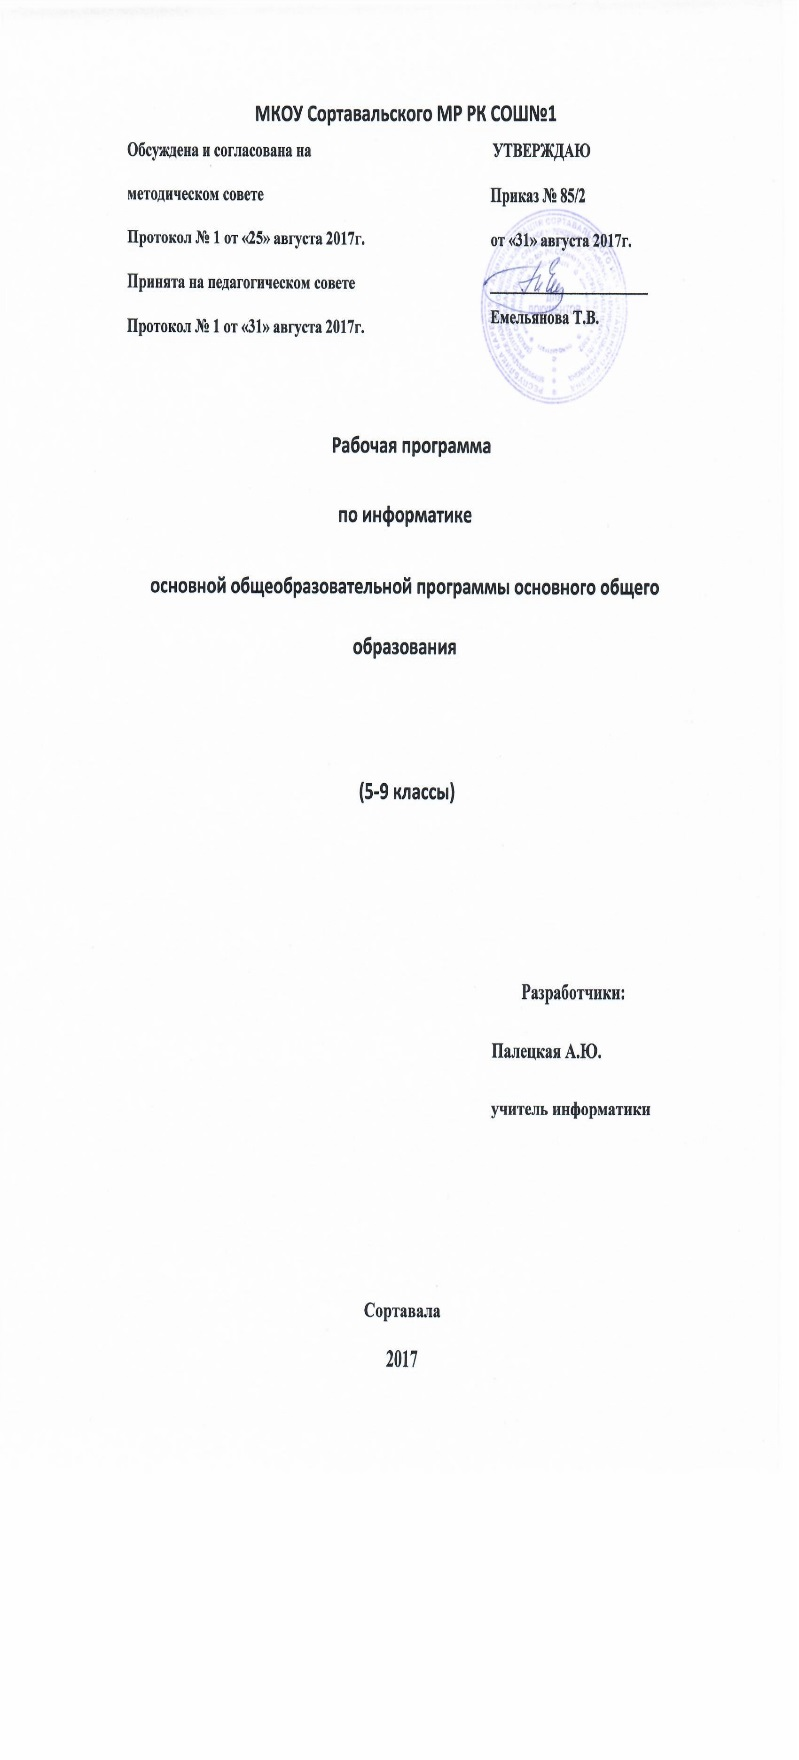 МКОУ Сортавальского МР РК СОШ№1
Обсуждена и согласована на
методическом совете
Протокол № 1 от «25» августа 2017г.
Принята на педагогическом совете
Протокол № 1 от «31» августа 2017г.
УТВЕРЖДАЮ
Приказ № 85/2
от «31» августа 2017г.
Емельянова Т.В.
Рабочая программа
по информатике
основной общеобразовательной программы основного общего
образования
(5-9 классы)
Разработчики:
Палецкая А.Ю.
учитель информатики
Сортавала
2017